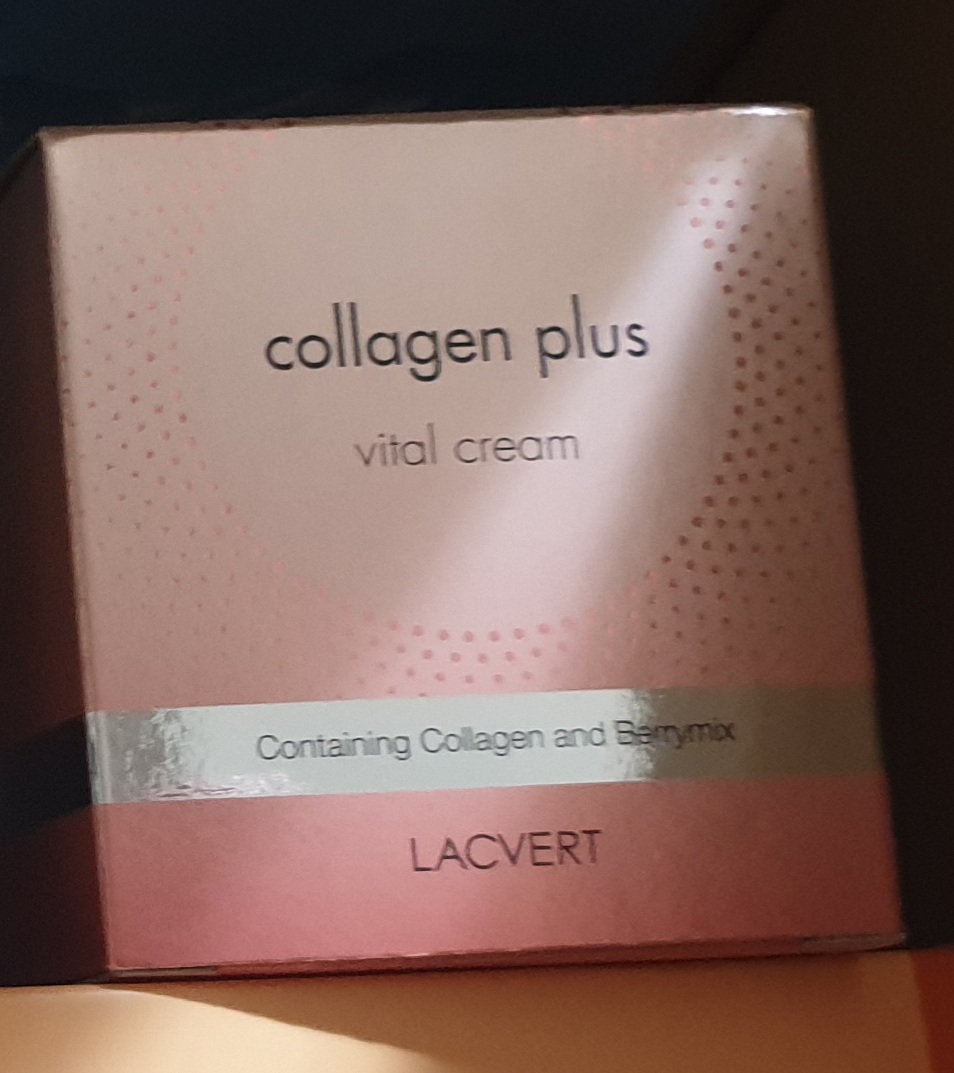 collagen plus
vital cream
Containing Collagen and Berrymix
LACVERT